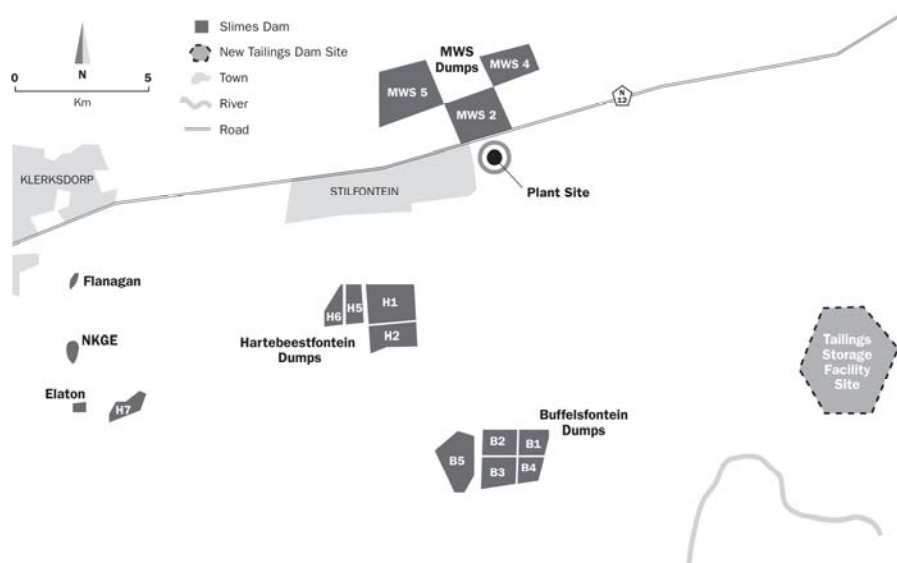 Slimes Dam
New Tailings Dam Site
Town
River
Road
N
0 5
Km
MWS
Dumps
MWS 4
MWS 5
MWS 2
N
12
KLERKSDORP
STILFONTEIN
Plant Site
Flanagan
H1
H5
H6
H2
NKGE
Hartebeestfontein
Dumps
Tailings
Storage
Facility
Site
Elaton
H7
Buffelsfontein
Dumps
B2
B1
B5
B3
B4